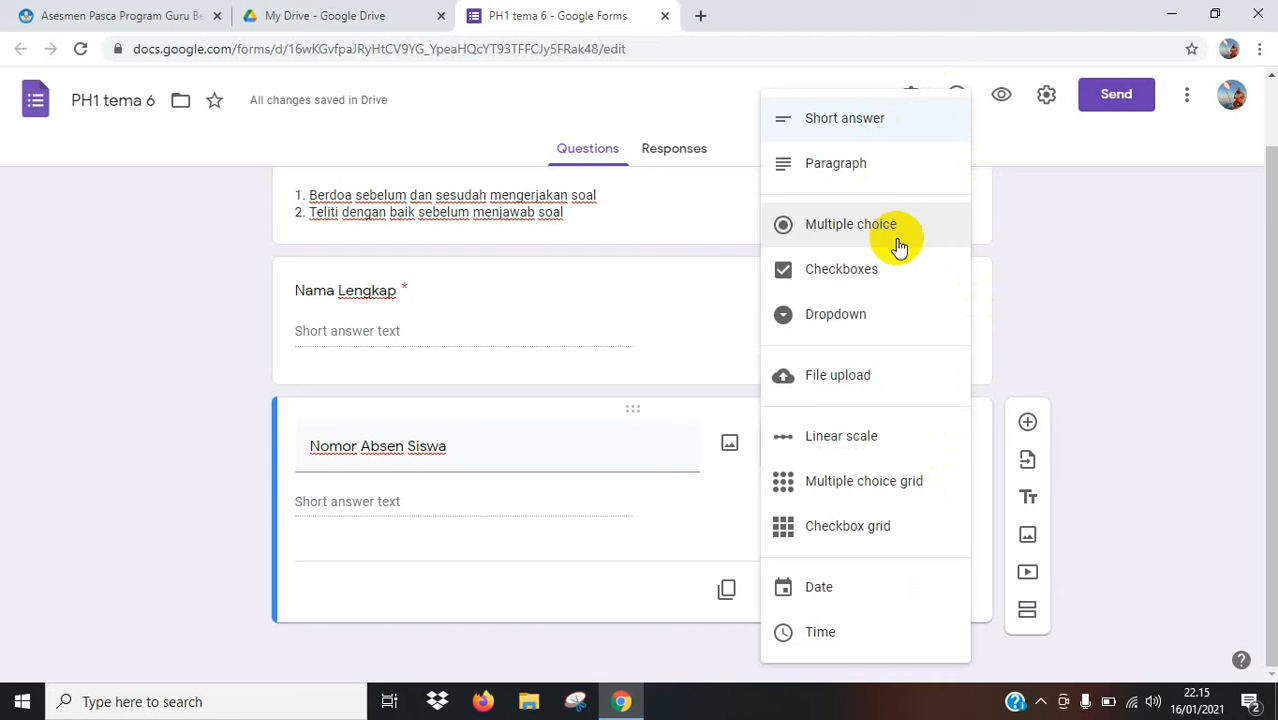 Asesmen Pasca Program Guru Be
My Drive - Google Drive
PH1 tema 6 - Google Forms
docs.google.com/forms/d/16wKGvfpaJRyHtCV9YG_YpeaHQcYT93TFFCJy5FRak48/edit
PH1 tema 6
All changes saved in Drive
Send
Questions
Responses
1. Berdoa sebelum dan sesudah mengerjakan soal
2. Teliti dengan baik sebelum menjawab soal
Nama Lengkap *
Short answer text
Nomor Absen Siswa
Short answer text
Short answer
Paragraph
Multiple choice
Checkboxes
Dropdown
File upload
Linear scale
Multiple choice grid
Checkbox grid
Date
Time
Type here to search
22.15
16/01/2021
2